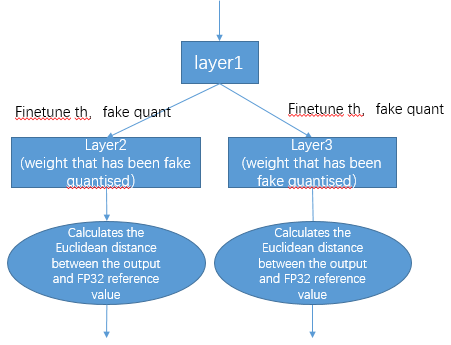 layer1
Finetune th,  fake quant
Finetune th,  fake quant
Layer2
(weight that has been fake
quantised)
Layer3
(weight that has been
fake quantised)
Calculates the
Euclidean distance
between the output
and FP32 reference
value
Calculates the
Euclidean distance
between the output
and FP32 reference
value